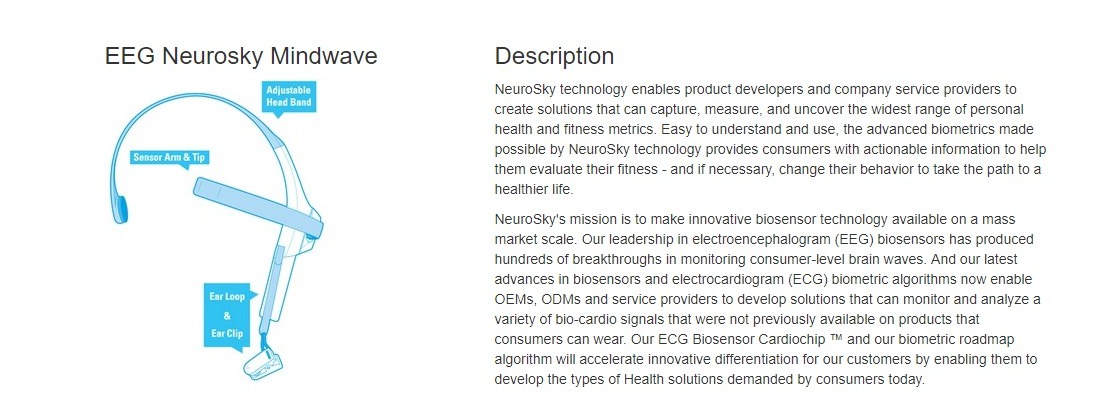 EEG Neurosky Mindwave
Adjustable
Head Band
Sensor Arm & Tip
Ear Loop
&
Ear Clip
Description
NeuroSky technology enables product developers and company service providers to
create solutions that can capture, measure, and uncover the widest range of personal
health and fitness metrics. Easy to understand and use, the advanced biometrics made
possible by NeuroSky technology provides consumers with actionable information to help
them evaluate their fitness - and if necessary, change their behavior to take the path to a
healthier life.
NeuroSky's mission is to make innovative biosensor technology available on a mass
market scale. Our leadership in electroencephalogram (EEG) biosensors has produced
hundreds of breakthroughs in monitoring consumer-level brain waves. And our latest
advances in biosensors and electrocardiogram (ECG) biometric algorithms now enable
OEMs, ODMs and service providers to develop solutions that can monitor and analyze a
variety of bio-cardio signals that were not previously available on products that
consumers can wear. Our ECG Biosensor Cardiochip ™ and our biometric roadmap
algorithm will accelerate innovative differentiation for our customers by enabling them to
develop the types of Health solutions demanded by consumers today.